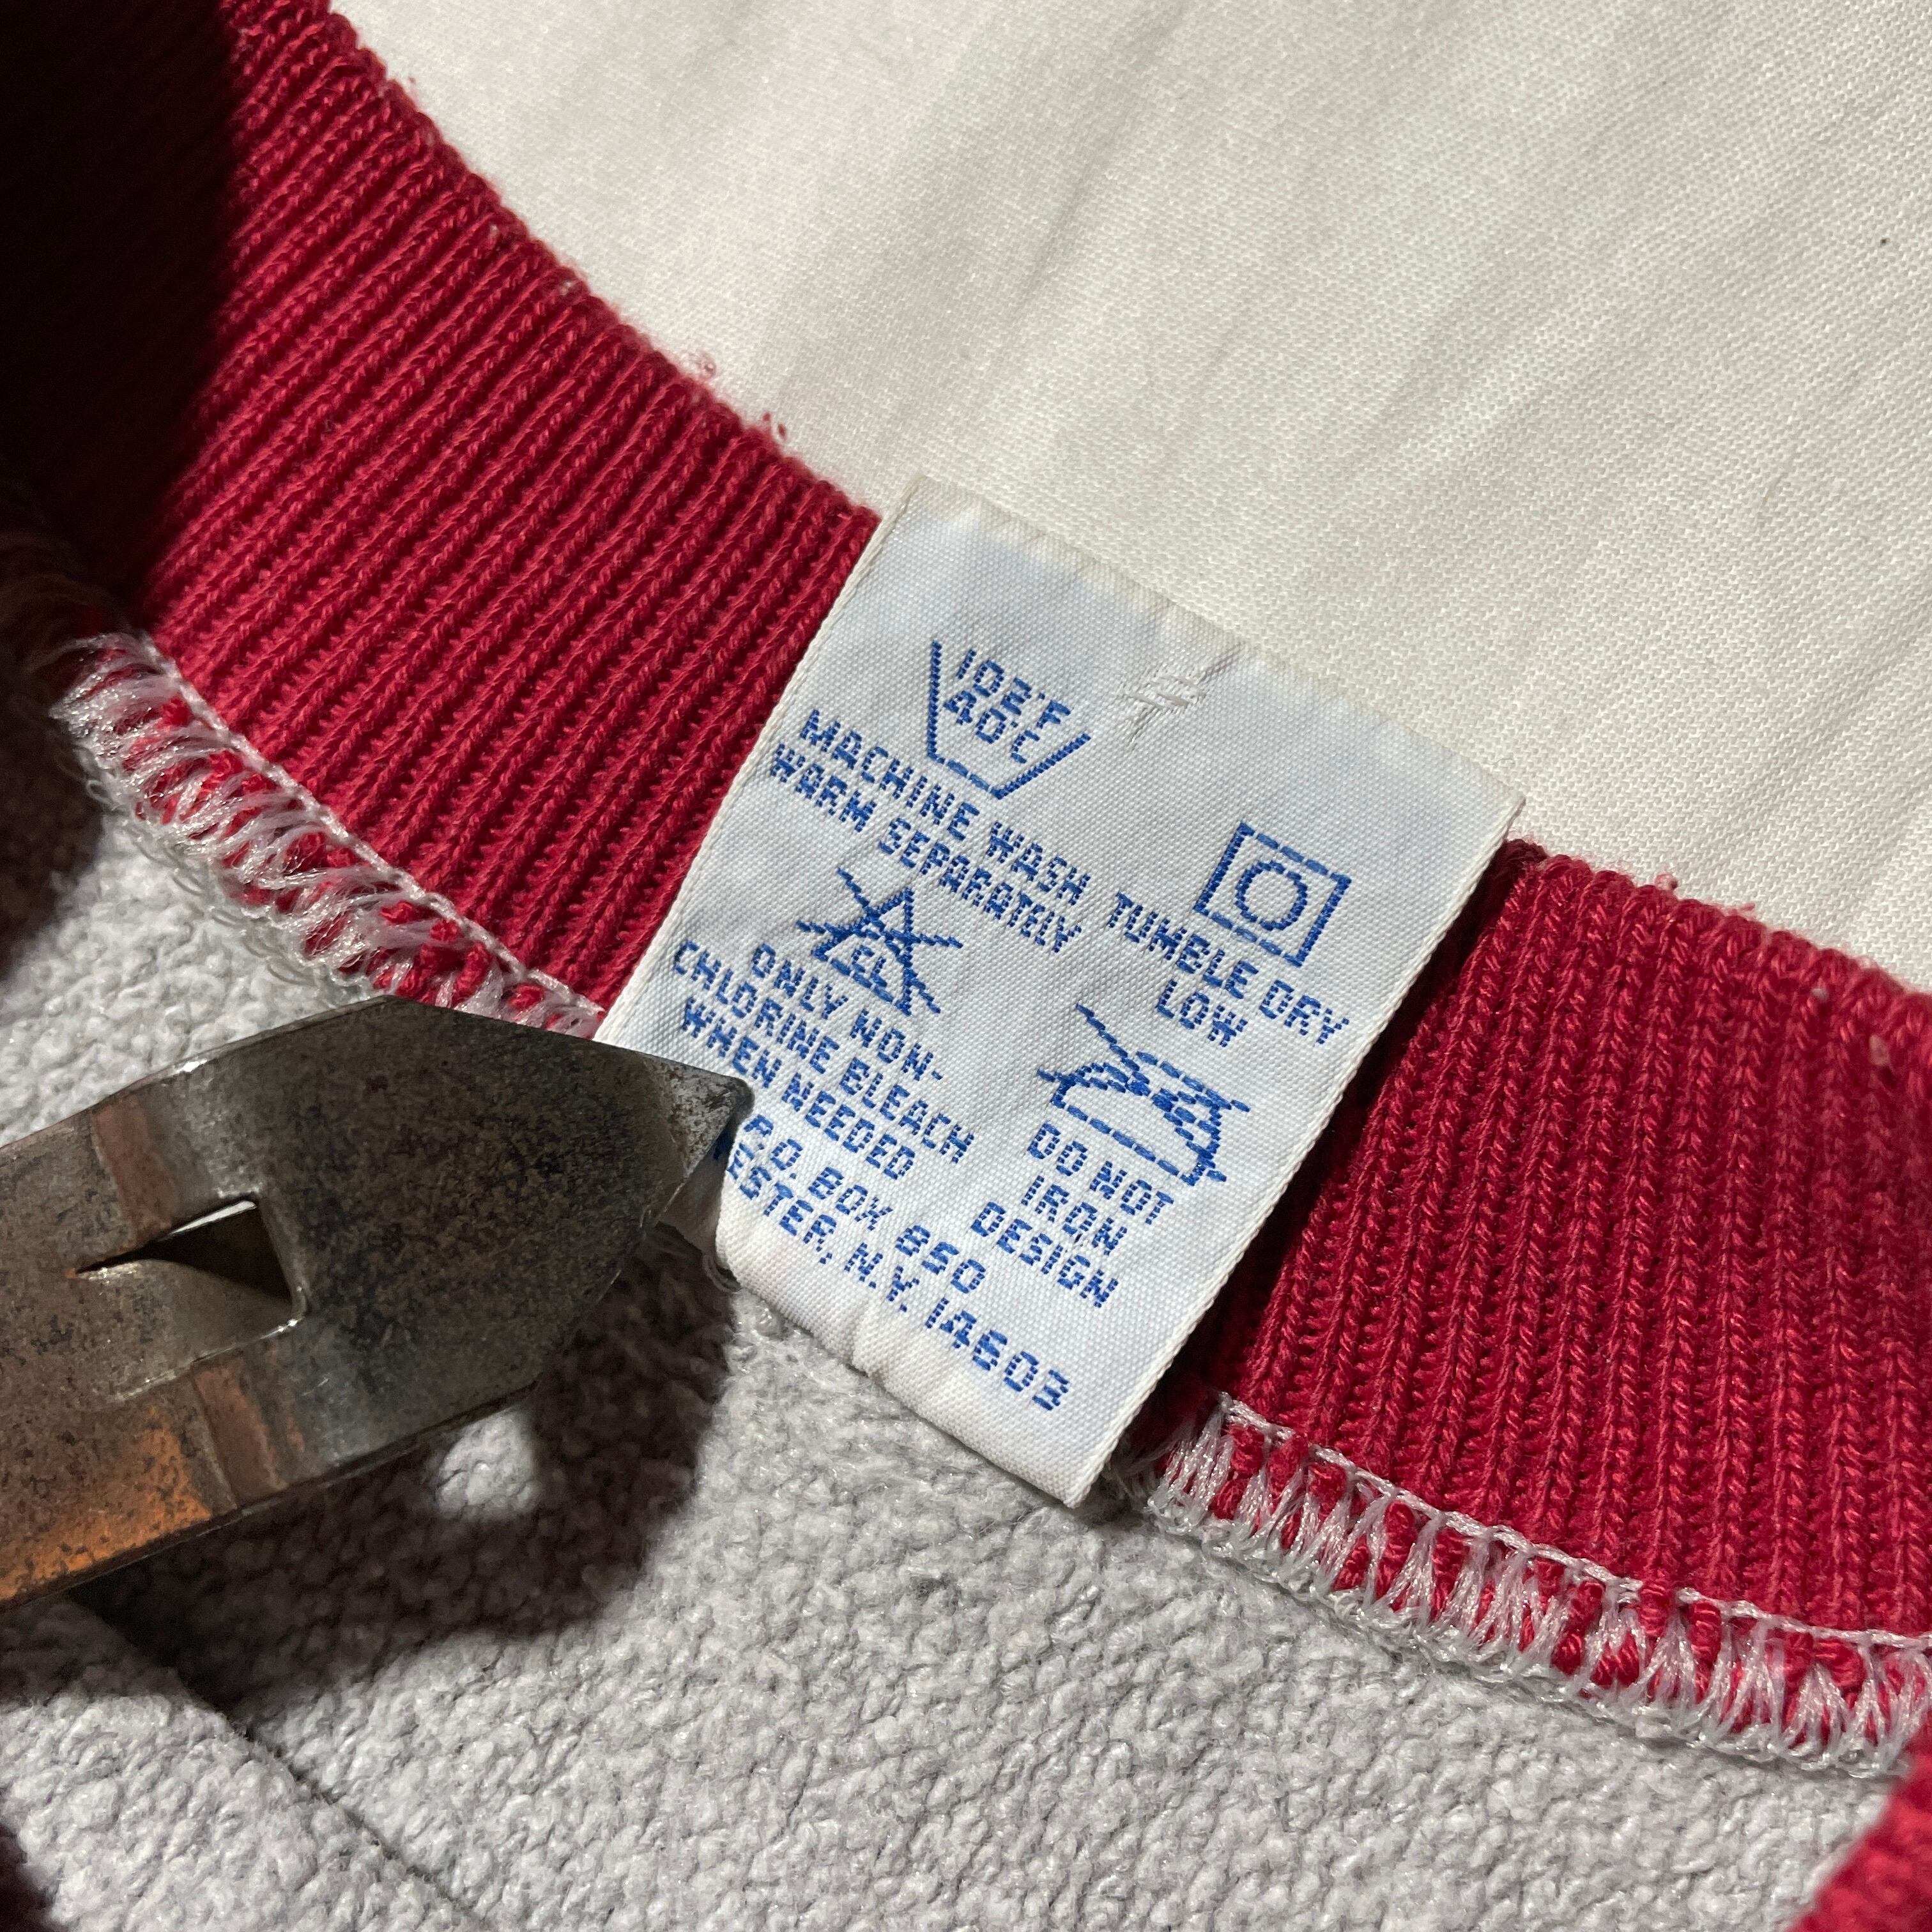 102°F
40°C
MACHINE WASH
WARM SEPARATELY
TUMBLE DRY
LOW
CL
ONLY NON-
CHLORINE BLEACH
WHEN NEEDED
DO NOT
IRON
DESIGN
P.O. BOX 850
ESTER, N.Y. 14603